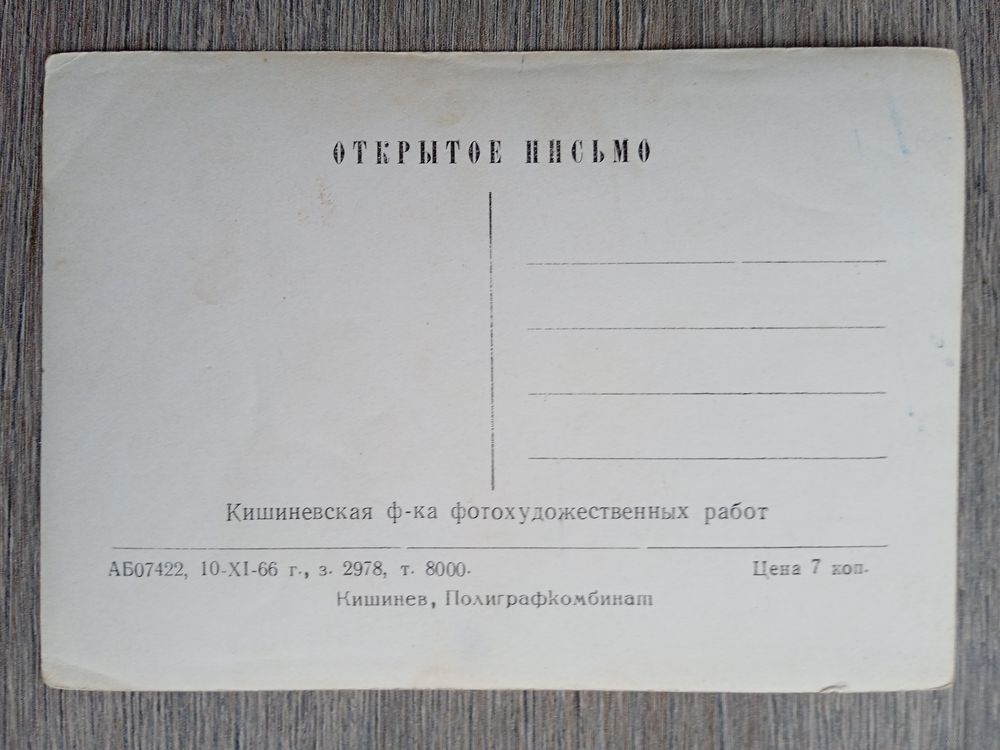 ОТКРЫТОЕ ПИСЬМО
Кишиневская ф-ка фотохудожественных работ
АБ07422, 10-XI-66 г., з. 2978, т. 8000.
Цена 7 коп.
Кишинев, Полиграфкомбинат